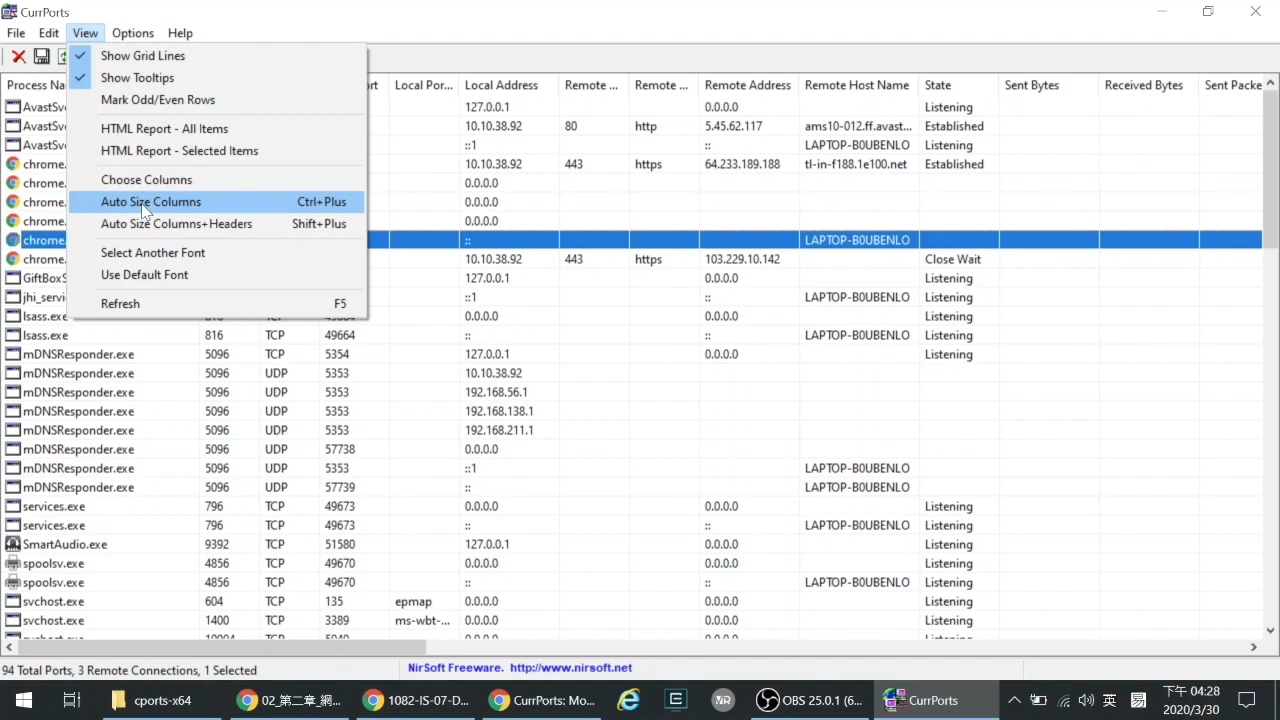 CurrPorts
File Edit View Options Help
Show Grid Lines
Show Tooltips
Mark Odd/Even Rows
HTML Report - All Items
HTML Report - Selected Items
Choose Columns
Auto Size Columns Ctrl+Plus
Auto Size Columns+Headers Shift+Plus
Select Another Font
Use Default Font
Refresh F5
Process Na Local Por... Local Address Remote ... Remote ... Remote Address Remote Host Name State Sent Bytes Received Bytes Sent Packe
AvastSv 127.0.0.1 0.0.0.0 Listening
AvastSv 10.10.38.92 80 http 5.45.62.117 ams10-012.ff.avast... Established
AvastSv ::1 :: LAPTOP-B0UBENLO Listening
chrome. 10.10.38.92 443 https 64.233.189.188 tl-in-f188.1e100.net Established
chrome. 0.0.0.0
chrome. 0.0.0.0
chrome. 0.0.0.0
chrome. :: LAPTOP-B0UBENLO
chrome. 10.10.38.92 443 https 103.229.10.142 Close Wait
GiftBoxS 127.0.0.1 0.0.0.0 Listening
jhi_servi ::1 :: LAPTOP-B0UBENLO Listening
lsass.exe 0.0.0.0 0.0.0.0 Listening
lsass.exe 816 TCP 49664 :: :: LAPTOP-B0UBENLO Listening
mDNSResponder.exe 5096 TCP 5354 127.0.0.1 0.0.0.0 Listening
mDNSResponder.exe 5096 UDP 5353 10.10.38.92
mDNSResponder.exe 5096 UDP 5353 192.168.56.1
mDNSResponder.exe 5096 UDP 5353 192.168.138.1
mDNSResponder.exe 5096 UDP 5353 192.168.211.1
mDNSResponder.exe 5096 UDP 57738 0.0.0.0
mDNSResponder.exe 5096 UDP 5353 ::1 LAPTOP-B0UBENLO
mDNSResponder.exe 5096 UDP 57739 :: LAPTOP-B0UBENLO
services.exe 796 TCP 49673 0.0.0.0 0.0.0.0 Listening
services.exe 796 TCP 49673 :: :: LAPTOP-B0UBENLO Listening
SmartAudio.exe 9392 TCP 51580 127.0.0.1 0.0.0.0 Listening
spoolsv.exe 4856 TCP 49670 0.0.0.0 0.0.0.0 Listening
spoolsv.exe 4856 TCP 49670 :: :: LAPTOP-B0UBENLO Listening
svchost.exe 604 TCP 135 epmap 0.0.0.0 0.0.0.0 Listening
svchost.exe 1400 TCP 3389 ms-wbt-... 0.0.0.0 0.0.0.0 Listening
94 Total Ports, 3 Remote Connections, 1 Selected NirSoft Freeware. http://www.nirsoft.net
cports-x64 02_第二章_網... 1082-IS-07-D... CurrPorts: Mo... OBS 25.0.1 (6... CurrPorts 英 下午 04:28
2020/3/30